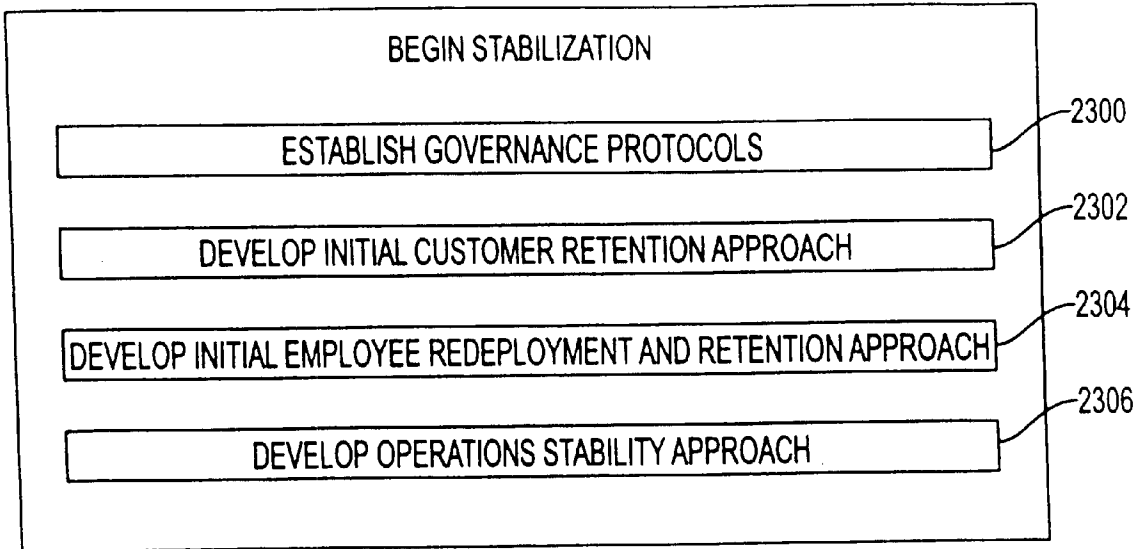 BEGIN STABILIZATION
ESTABLISH GOVERNANCE PROTOCOLS
2300
DEVELOP INITIAL CUSTOMER RETENTION APPROACH
2302
DEVELOP INITIAL EMPLOYEE REDEPLOYMENT AND RETENTION APPROACH
2304
DEVELOP OPERATIONS STABILITY APPROACH
2306